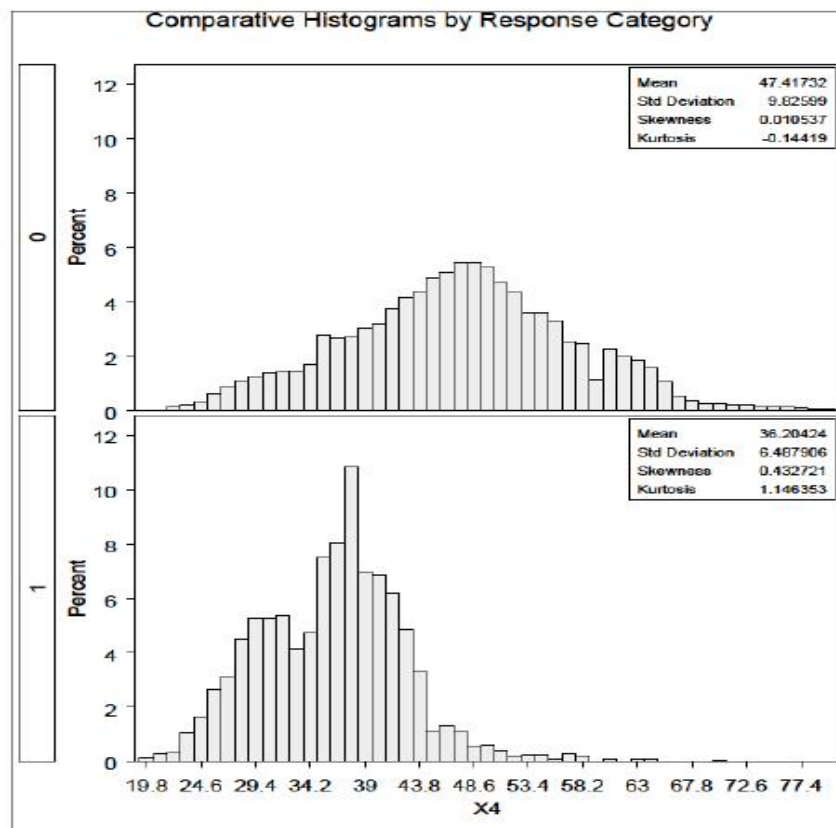 Comparative Histograms by Response Category
Mean 47.41732
Std Deviation 9.82599
Skewness 0.010537
Kurtosis -0.14419
12
10
8
6
4
2
0
Percent
0
Mean 36.20424
Std Deviation 6.487906
Skewness 0.432721
Kurtosis 1.146353
12
10
8
6
4
2
0
Percent
1
19.8 24.6 29.4 34.2 39 43.8 48.6 53.4 58.2 63 67.8 72.6 77.4
X4